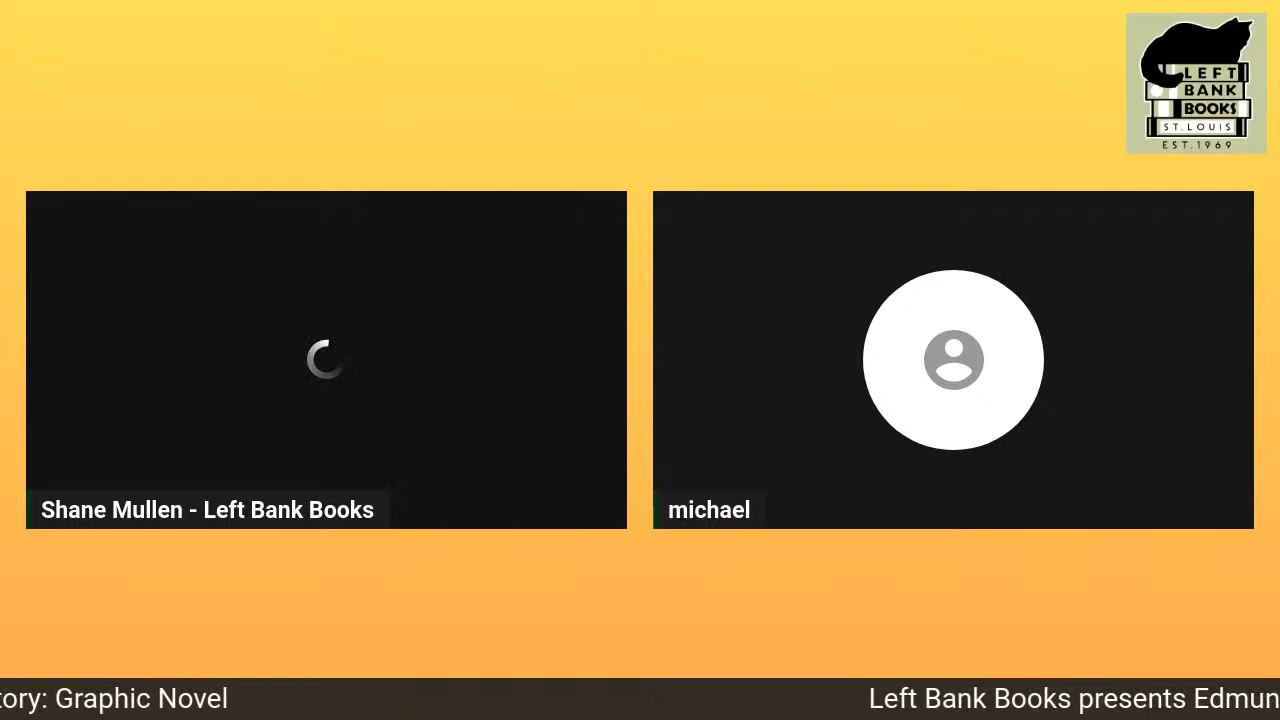 LEFT
BANK
BOOKS
ST. LOUIS
EST. 1969
Shane Mullen - Left Bank Books
michael
tory: Graphic Novel
Left Bank Books presents Edmun